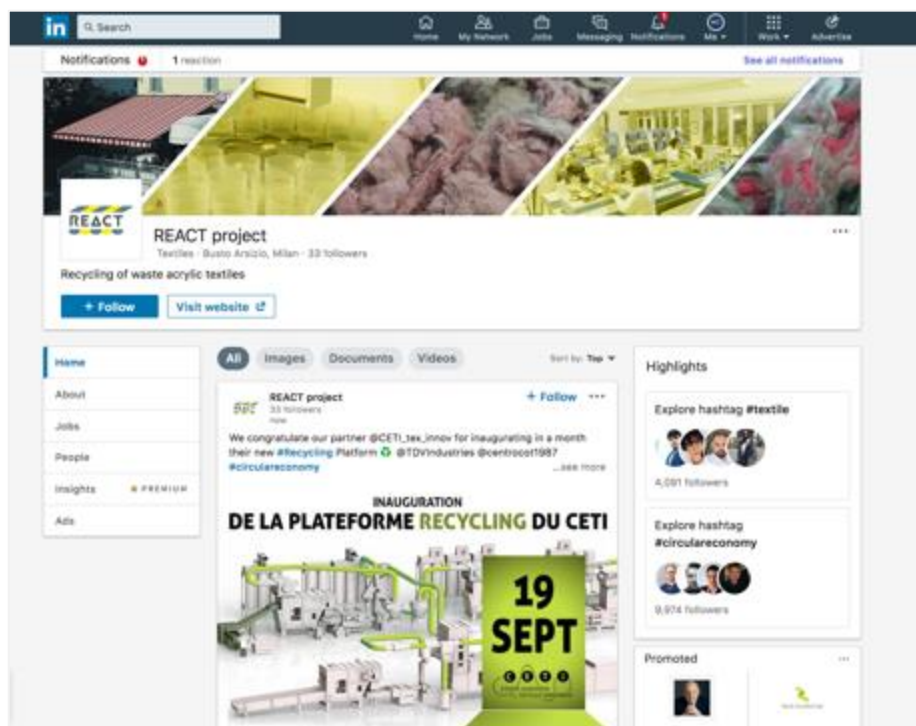 in
Search
Home My Network Jobs Messaging Notifications Me Work Advertise
Notifications 1 reaction See all notifications
REACT
REACT project
Textiles · Busto Arsizio, Milan · 33 followers
Recycling of waste acrylic textiles
+ Follow Visit website
Home
About
Jobs
People
Insights PREMIUM
Ads
All Images Documents Videos Sort by: Top
REACT project + Follow
33 followers
now
We congratulate our partner @CETI_tex_innov for inaugurating in a month
their new #Recycling Platform ♻ @TDVIndustries @centrocot1987
#circulareconomy
...see more
INAUGURATION
DE LA PLATEFORME RECYCLING DU CETI
19
SEPT
CETI
Highlights
Explore hashtag #textile
4,091 followers
Explore hashtag
#circulareconomy
9,974 followers
Promoted